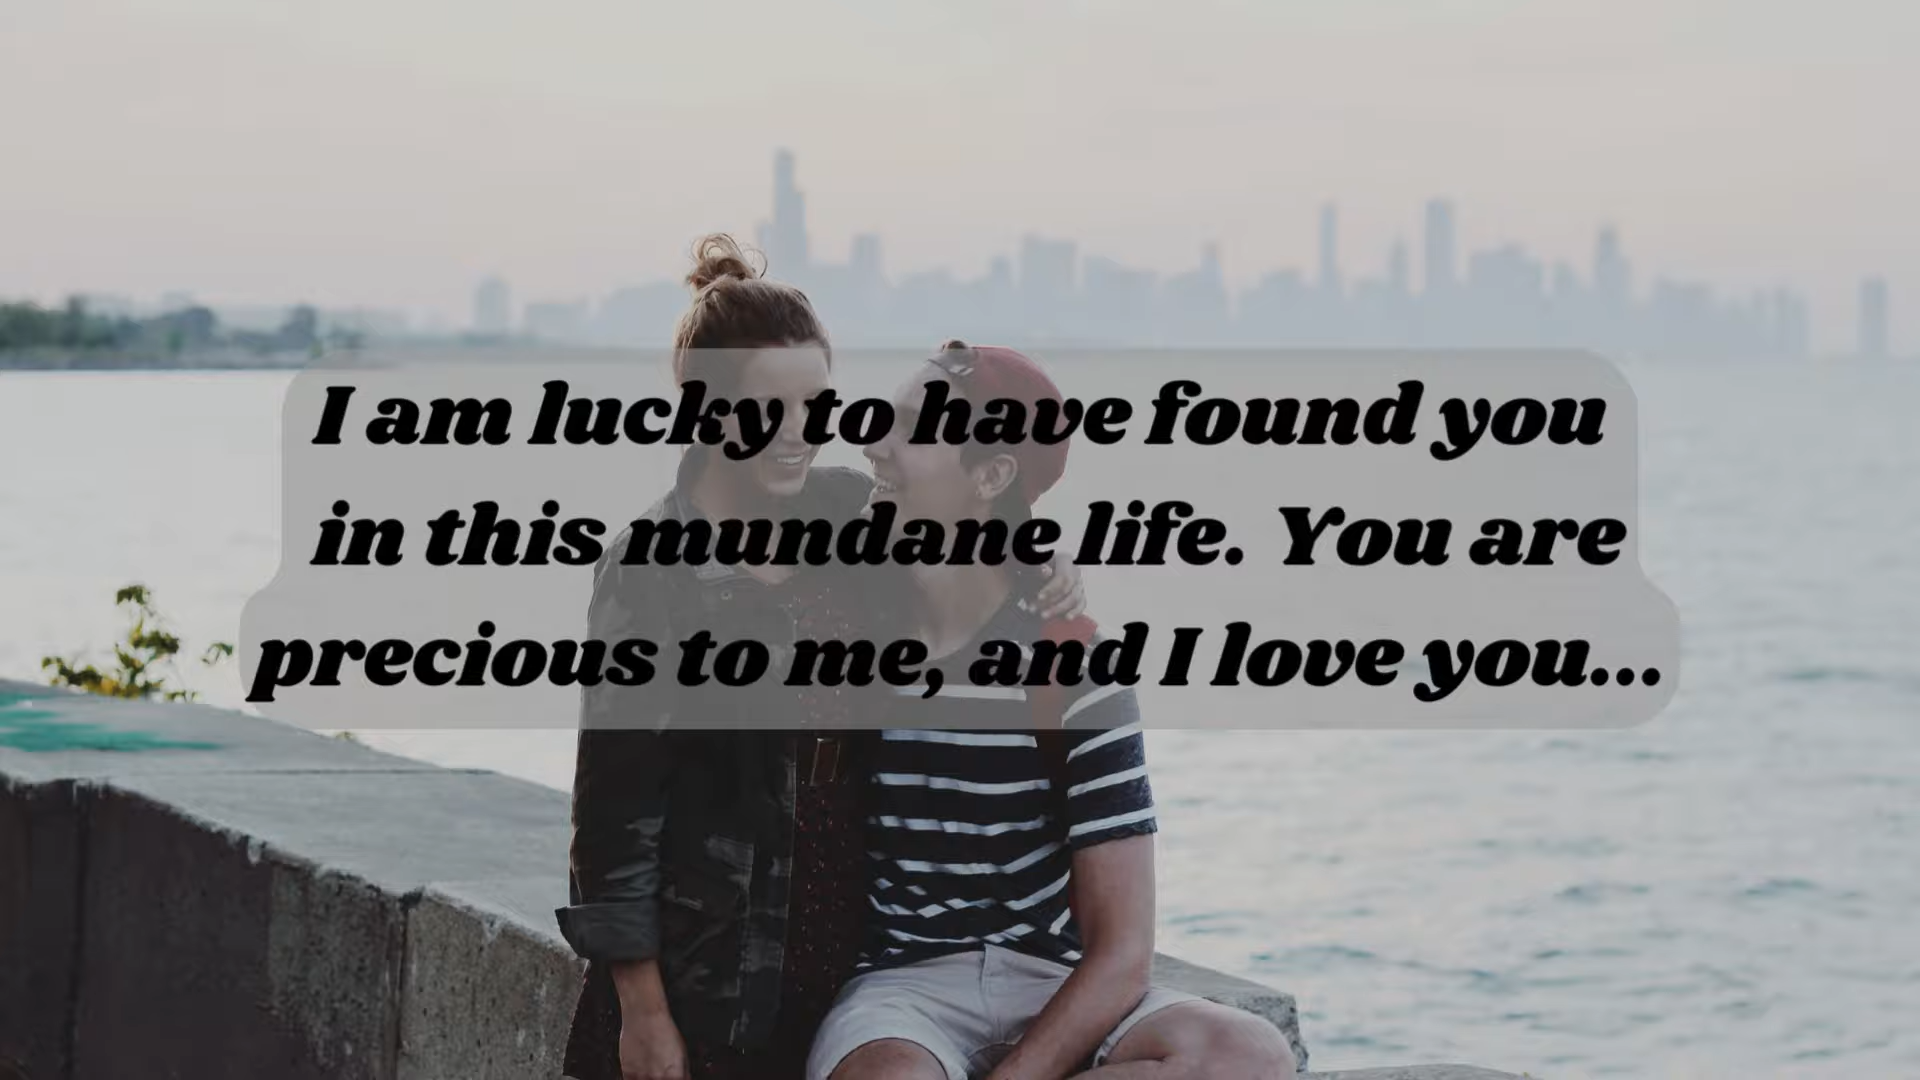 I am lucky to have found you
in this mundane life. You are
precious to me, and I love you...